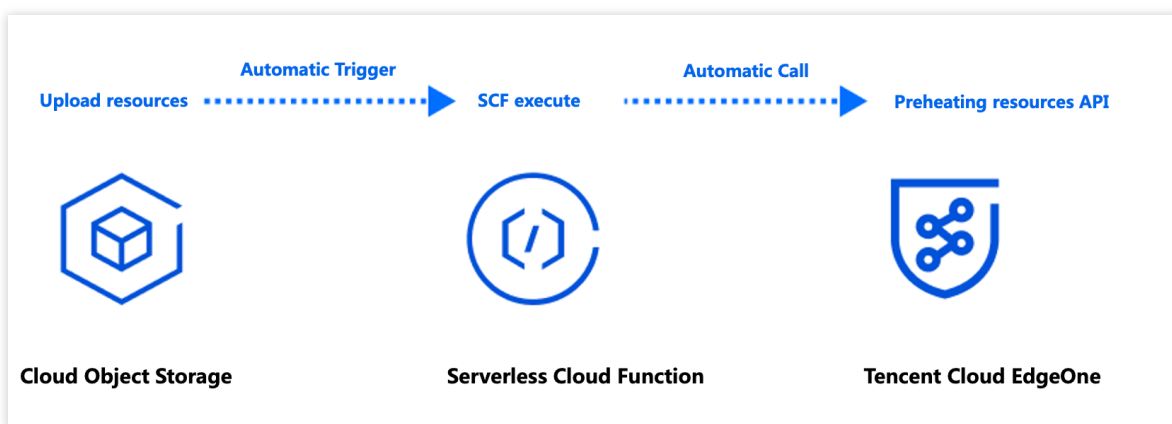 Automatic Trigger
Automatic Call
Upload resources
SCF execute
Preheating resources API
Cloud Object Storage
Serverless Cloud Function
Tencent Cloud EdgeOne